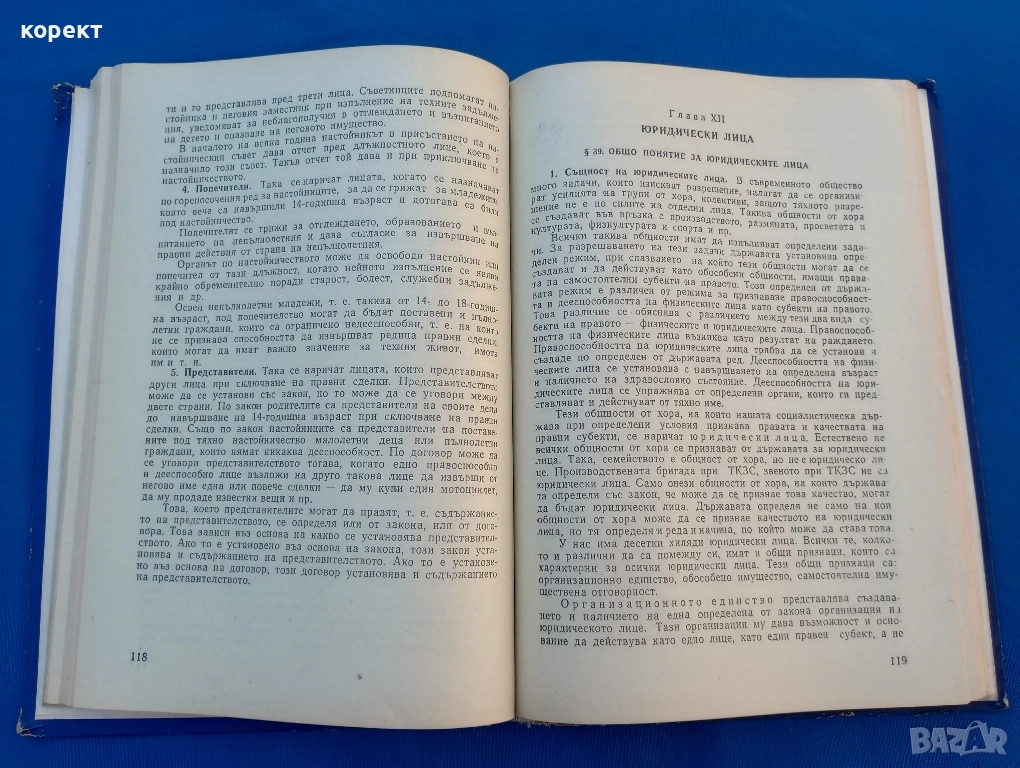 корект
ти и го представлява пред трети лица. Съветниците подпомагат на-
стойника и неговия заместник при изпълнение на техните задълже-
ния, уведомяват за неблагополучия в отглеждането и възпитанието
на детето и опазване на неговото имущество.
В началото на всяка година настойникът в присъствието на на-
стойническия съвет дава отчет пред длъжностното лице, което е
назначило този съвет. Такъв отчет той дава и при приключване на
настойничеството.
4. Попечители. Така се наричат лицата, когато се назначават
по горепосочения ред за настойниците, за да се грижат за младежите,
които вече са навършили 14-годишна възраст и дотогава са били
под настойничество.
Попечителят се грижи за отглеждането, образованието и въз-
питанието на непълнолетния и дава съгласие за извършване на
правни действия от страна на непълнолетния.
Органът по настойничеството може да освободи настойник или
попечител от тази длъжност, когато нейното изпълнение се явява
крайно обременително поради старост, болест, служебни задълже-
ния и др.
Освен непълнолетни младежи, т. е. такива от 14- до 18-годиш-
на възраст, под попечителство могат да бъдат поставени и пълно-
летни граждани, които са ограничено недееспособни, т. е. на които
не се признава способността да извършват редица правни сделки,
които могат да имат важно значение за техния живот, имота
им и т. н.
5. Представители. Така се наричат лицата, които представляват
други лица при сключване на правни сделки. Представителството
може да се установи със закон, но то може да се уговори между
двете страни. По закон родителите са представители на своите деца
до навършване на 14-годишна възраст при сключване на правни
сделки. Също по закон настойниците са представители на поставе-
ните под тяхно настойничество малолетни деца или пълнолетни
граждани, които нямат никаква дееспособност. По договор може да
се уговори представителството тогава, когато едно правоспособно
и дееспособно лице възложи на друго такова лице да извърши от
негово име една или повече сделки — да му купи един мотоциклет,
да му продаде известни вещи и пр.
Това, което представителите могат да правят, т. е. съдържание-
то на представителството, се определя или от закона, или от дого-
вора. Това зависи въз основа на какво се установява представител-
ството. Ако то е установено въз основа на закона, този закон уста-
новява и съдържанието на представителството. Ако то е установе-
но въз основа на договор, този договор установява и съдържанието
на представителството.
118
Глава XII
ЮРИДИЧЕСКИ ЛИЦА
§ 39. ОБЩО ПОНЯТИЕ ЗА ЮРИДИЧЕСКИТЕ ЛИЦА
1. Същност на юридическите лица. В съвременното общество
много задачи, които изискват разрешение, налагат да се организи-
рат усилията на групи от хора, колективи, защото тяхното разре-
шение не е по силите на отделни лица. Такива общности от хора
се създават във връзка с производството, размяната, просветата и
културата, физкултурата и спорта и пр.
Всички такива общности имат да изпълняват определени зада-
чи. За разрешаването на тези задачи държавата установява опре-
делен режим, при спазването на който тези общности могат да се
създават и да действуват като обособени общности, имащи права-
та на самостоятелни субекти на правото. Този определен от държа-
вата режим е различен от режима за признаване правоспособност-
та и дееспособността на физическите лица като субекти на правото.
Това различие се обяснява с различието между тези два вида су-
бекти на правото — физическите и юридическите лица. Правоспособ-
ността на физическите лица възниква като резултат на раждането.
Правоспособността на юридическите лица трябва да се установи и
създаде по определен от държавата ред. Дееспособността на физи-
ческите лица се установява с навършването на определена възраст
и наличието на здравословно състояние. Дееспособността на юри-
дическите лица се упражнява от определени органи, които ги пред-
ставляват и действуват от тяхно име.
Тези общности от хора, на които нашата социалистическа дър-
жава при определени условия признава правата и качествата на
правни субекти, се наричат юридически лица. Естествено не
всички общности от хора се признават от държавата за юридически
лица. Така, семейството е общност от хора, но не е юридическо ли-
це. Производствената бригада при ТКЗС, звеното при ТКЗС не са
юридически лица. Само онези общности от хора, на които държава-
та определя със закон, че може да се признае това качество, могат
да бъдат юридически лица. Държавата определя не само на кои
общности от хора може да се признае качеството на юридически
лица, но тя определя и реда и начина, по който може да става това.
У нас има десетки хиляди юридически лица. Всички те, колко-
то и различни да са помежду си, имат и общи признаци, които са
характерни за всички юридически лица. Тези общи признаци са:
организационно единство, обособено имущество, самостоятелна иму-
ществена отговорност.
Организационното единство представлява създава-
нето и наличието на една определена от закона организация на
юридическото лице. Тази организация му дава възможност и осно-
вание да действува като едно лице, като един правен субект, а не
119
BAZAR